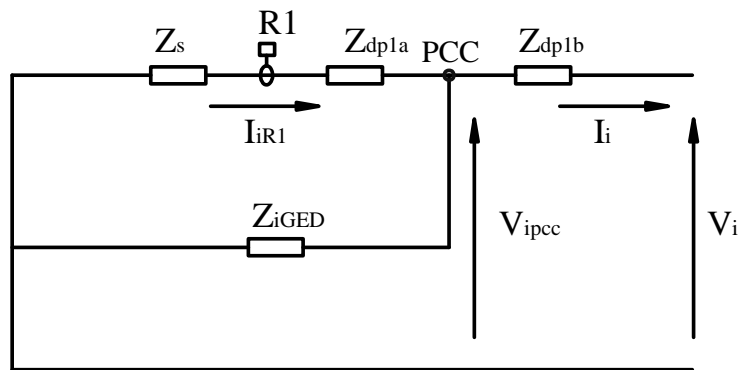 R1
Zs Zdp1a PCC Zdp1b
IiR1 Ii
ZiGED
Vipcc Vi